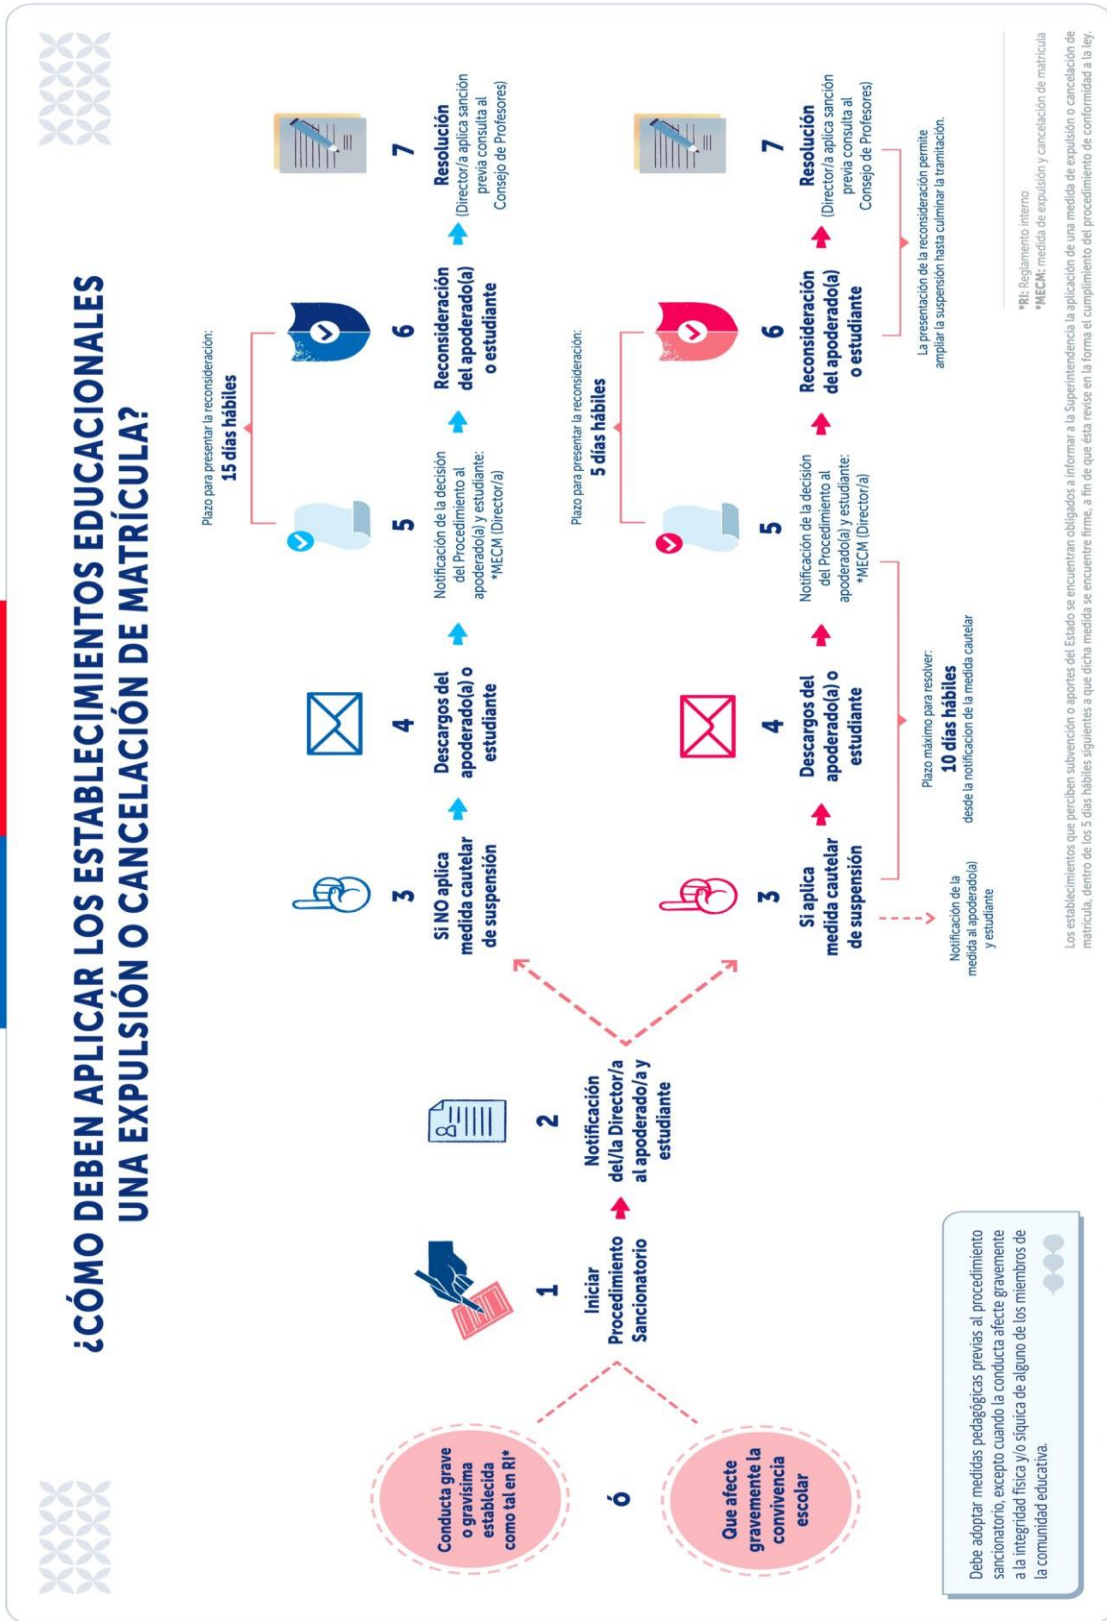 ¿CÓMO DEBEN APLICAR LOS ESTABLECIMIENTOS EDUCACIONALES
UNA EXPULSIÓN O CANCELACIÓN DE MATRÍCULA?
Conducta grave
o gravísima
establecida
como tal en RI*
ó
Que afecte
gravemente la
convivencia
escolar
1
Iniciar
Procedimiento
Sancionatorio
2
Notificación
del/la Director/a
al apoderado/a y
estudiante
3
Si NO aplica
medida cautelar
de suspensión
4
Descargos del
apoderado(a) o
estudiante
5
Notificación de la decisión
del Procedimiento al
apoderado(a) y estudiante:
*MECM (Director/a)
Plazo para presentar la reconsideración:
15 días hábiles
6
Reconsideración
del apoderado(a)
o estudiante
7
Resolución
(Director/a aplica sanción
previa consulta al
Consejo de Profesores)
3
Si aplica
medida cautelar
de suspensión
Notificación de la
medida al apoderado(a)
y estudiante
4
Descargos del
apoderado(a) o
estudiante
Plazo máximo para resolver:
10 días hábiles
desde la notificacion de la medida cautelar
5
Notificación de la decisión
del Procedimiento al
apoderado(a) y estudiante:
*MECM (Director/a)
Plazo para presentar la reconsideración:
5 días hábiles
6
Reconsideración
del apoderado(a)
o estudiante
7
Resolución
(Director/a aplica sanción
previa consulta al
Consejo de Profesores)
La presentación de la reconsideración permite
ampliar la suspensión hasta culminar la tramitación.
Debe adoptar medidas pedagógicas previas al procedimiento
sancionatorio, excepto cuando la conducta afecte gravemente
a la integridad física y/o síquica de alguno de los miembros de
la comunidad educativa.
*RI: Reglamento interno
*MECM: medida de expulsión y cancelación de matrícula
Los establecimientos que perciben subvención o aportes del Estado se encuentran obligados a informar a la Superintendencia la aplicación de una medida de expulsión o cancelación de
matrícula, dentro de los 5 días hábiles siguientes a que dicha medida se encuentre firme, a fin de que ésta revise en la forma el cumplimiento del procedimiento de conformidad a la ley.